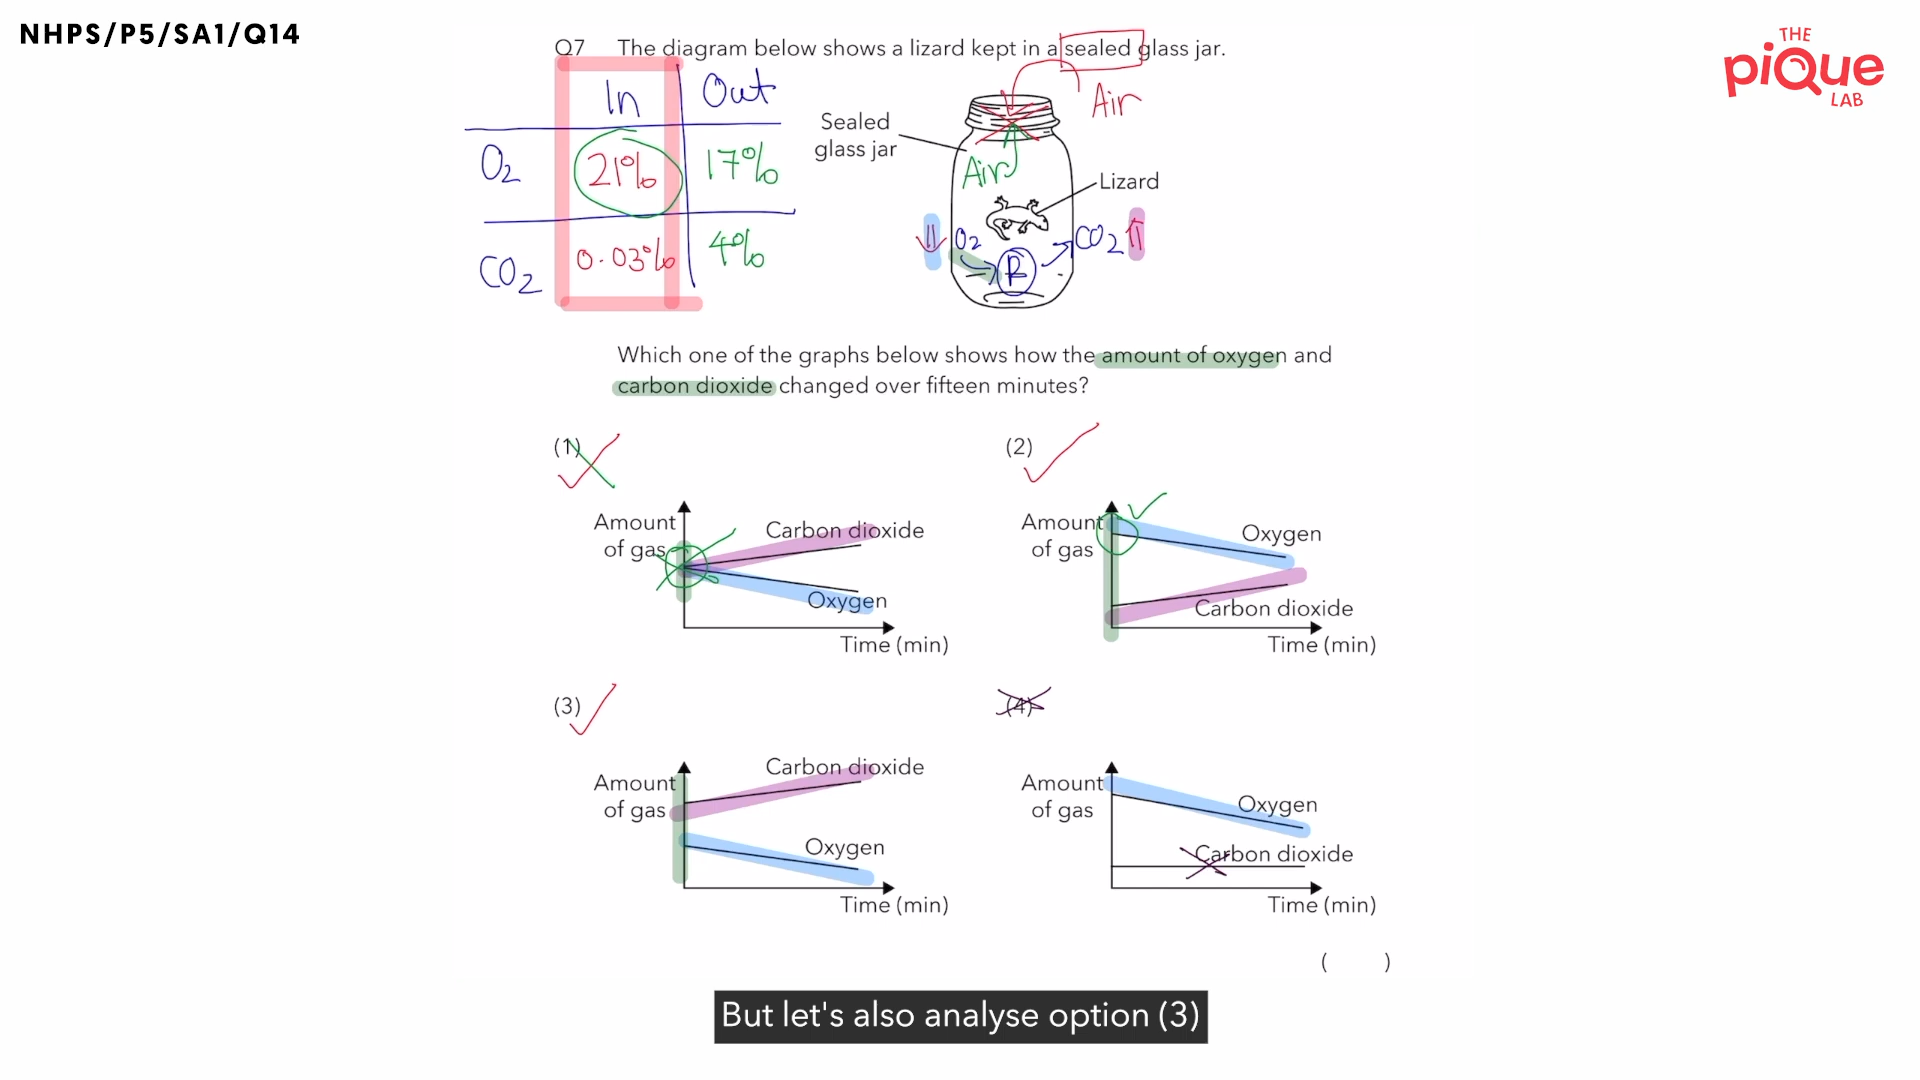 NHPS/P5/SA1/Q14
THE
piQue
LAB
Q7 The diagram below shows a lizard kept in a sealed glass jar.
In Out
O2 21% 17%
CO2 0.03% 4%
Air
Sealed
glass jar
Air
Lizard
O2 R CO2
Which one of the graphs below shows how the amount of oxygen and
carbon dioxide changed over fifteen minutes?
(1)
Amount
of gas
Carbon dioxide
Oxygen
Time (min)
(2)
Amount
of gas
Oxygen
Carbon dioxide
Time (min)
(3)
Amount
of gas
Carbon dioxide
Oxygen
Time (min)
(4)
Amount
of gas
Oxygen
Carbon dioxide
Time (min)
( )
But let's also analyse option (3)